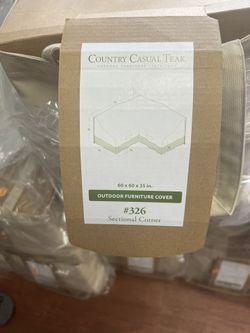 COUNTRY CASUAL TEAK
60 x 60 x 35 in.
OUTDOOR FURNITURE COVER
#326
Sectional Corner